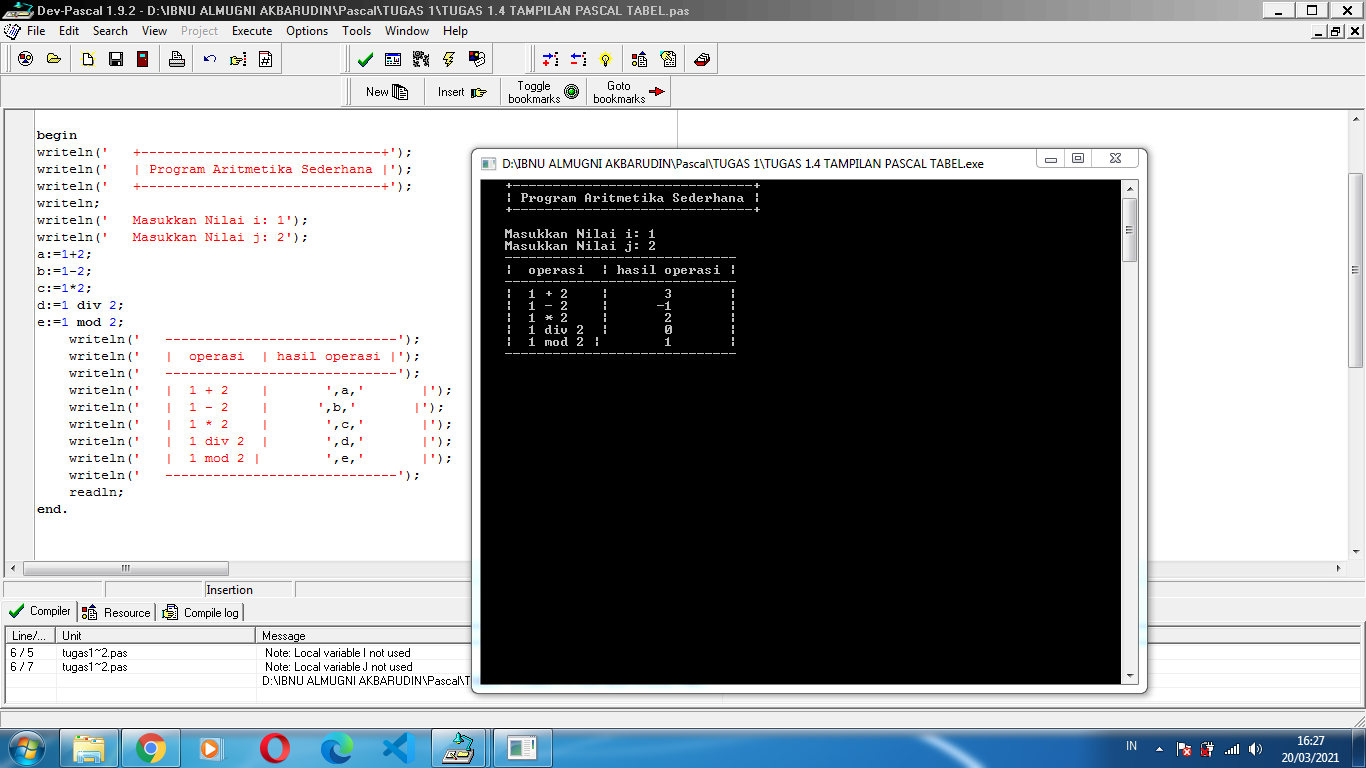 Dev-Pascal 1.9.2 - D:\IBNU ALMUGNI AKBARUDIN\Pascal\TUGAS 1\TUGAS 1.4 TAMPILAN PASCAL TABEL.pas
File Edit Search View Project Execute Options Tools Window Help
New Insert Toggle bookmarks Goto bookmarks
begin
writeln('   +------------------------------+');
writeln('   | Program Aritmetika Sederhana |');
writeln('   +------------------------------+');
writeln;
writeln('   Masukkan Nilai i: 1');
writeln('   Masukkan Nilai j: 2');
a:=1+2;
b:=1-2;
c:=1*2;
d:=1 div 2;
e:=1 mod 2;
    writeln('   -----------------------------');
    writeln('   |  operasi  | hasil operasi |');
    writeln('   -----------------------------');
    writeln('   |  1 + 2    |       ',a,'       |');
    writeln('   |  1 - 2    |      ',b,'       |');
    writeln('   |  1 * 2    |       ',c,'       |');
    writeln('   |  1 div 2  |       ',d,'       |');
    writeln('   |  1 mod 2 |        ',e,'       |');
    writeln('   -----------------------------');
    readln;
end.
Insertion
Compiler Resource Compile log
Line/... Unit Message
6 / 5 tugas1~2.pas Note: Local variable I not used
6 / 7 tugas1~2.pas Note: Local variable J not used
D:\IBNU ALMUGNI AKBARUDIN\Pascal\T
D:\IBNU ALMUGNI AKBARUDIN\Pascal\TUGAS 1\TUGAS 1.4 TAMPILAN PASCAL TABEL.exe
+------------------------------+
| Program Aritmetika Sederhana |
+------------------------------+
Masukkan Nilai i: 1
Masukkan Nilai j: 2
-----------------------------
|  operasi  | hasil operasi |
-----------------------------
|  1 + 2    |       3       |
|  1 - 2    |      -1       |
|  1 * 2    |       2       |
|  1 div 2  |       0       |
|  1 mod 2 |        1       |
-----------------------------
IN
16:27
20/03/2021